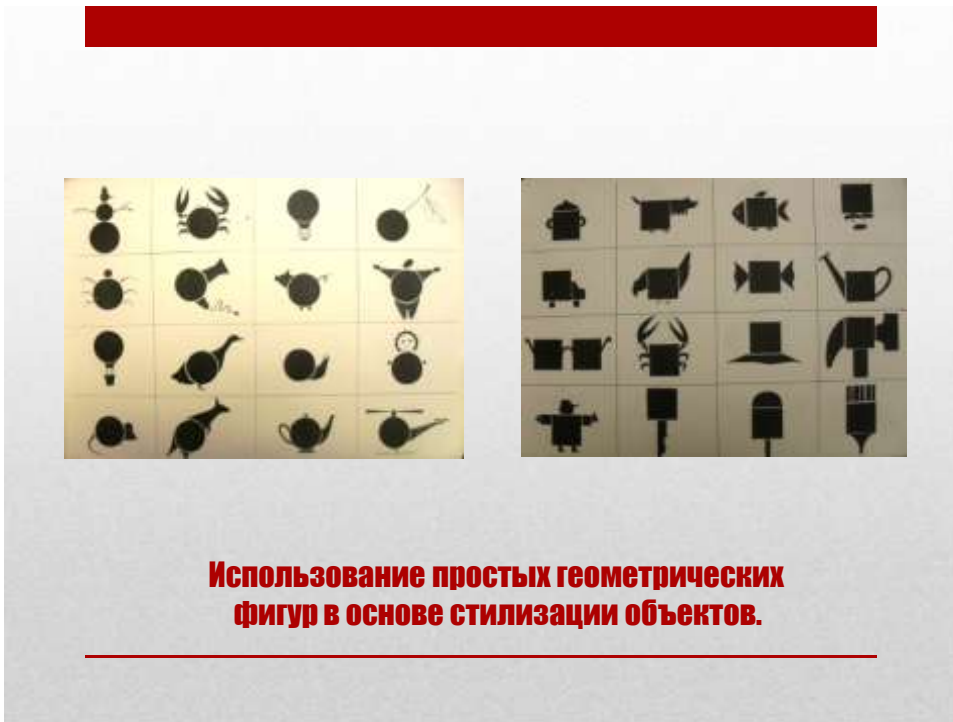 Использование простых геометрических
фигур в основе стилизации объектов.